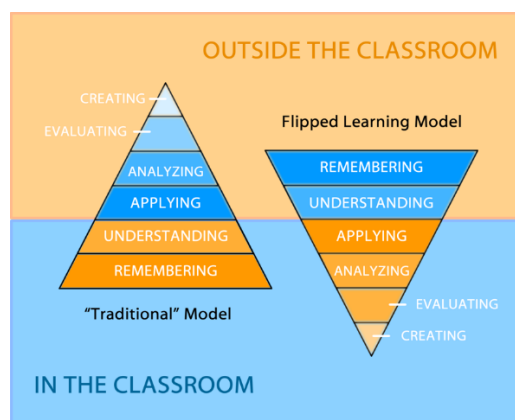 OUTSIDE THE CLASSROOM
CREATING
EVALUATING
ANALYZING
APPLYING
UNDERSTANDING
REMEMBERING
"Traditional" Model
Flipped Learning Model
REMEMBERING
UNDERSTANDING
APPLYING
ANALYZING
EVALUATING
CREATING
IN THE CLASSROOM